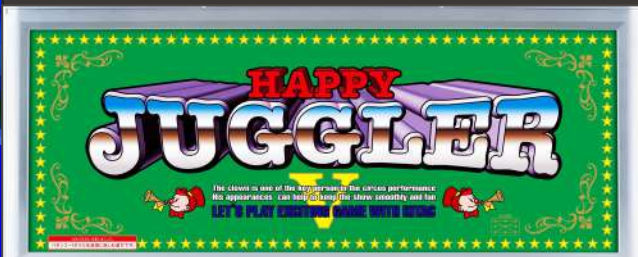 HAPPY
JUGGLER
V
The clown is one of the key person in the circus performance
His appearances can help to keep the show smoothly and fun
LET'S PLAY EXCITING GAME WITH